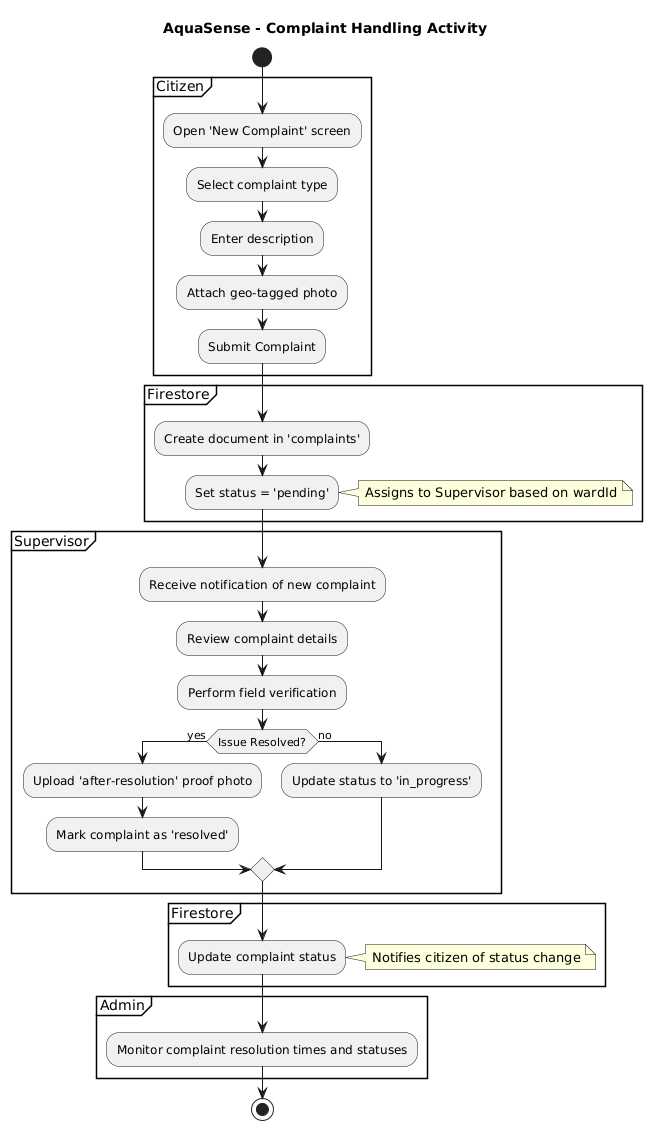 AquaSense - Complaint Handling Activity
Citizen
Open 'New Complaint' screen
Select complaint type
Enter description
Attach geo-tagged photo
Submit Complaint
Firestore
Create document in 'complaints'
Set status = 'pending'
Assigns to Supervisor based on wardId
Supervisor
Receive notification of new complaint
Review complaint details
Perform field verification
yes
Issue Resolved?
no
Upload 'after-resolution' proof photo
Update status to 'in_progress'
Mark complaint as 'resolved'
Firestore
Update complaint status
Notifies citizen of status change
Admin
Monitor complaint resolution times and statuses